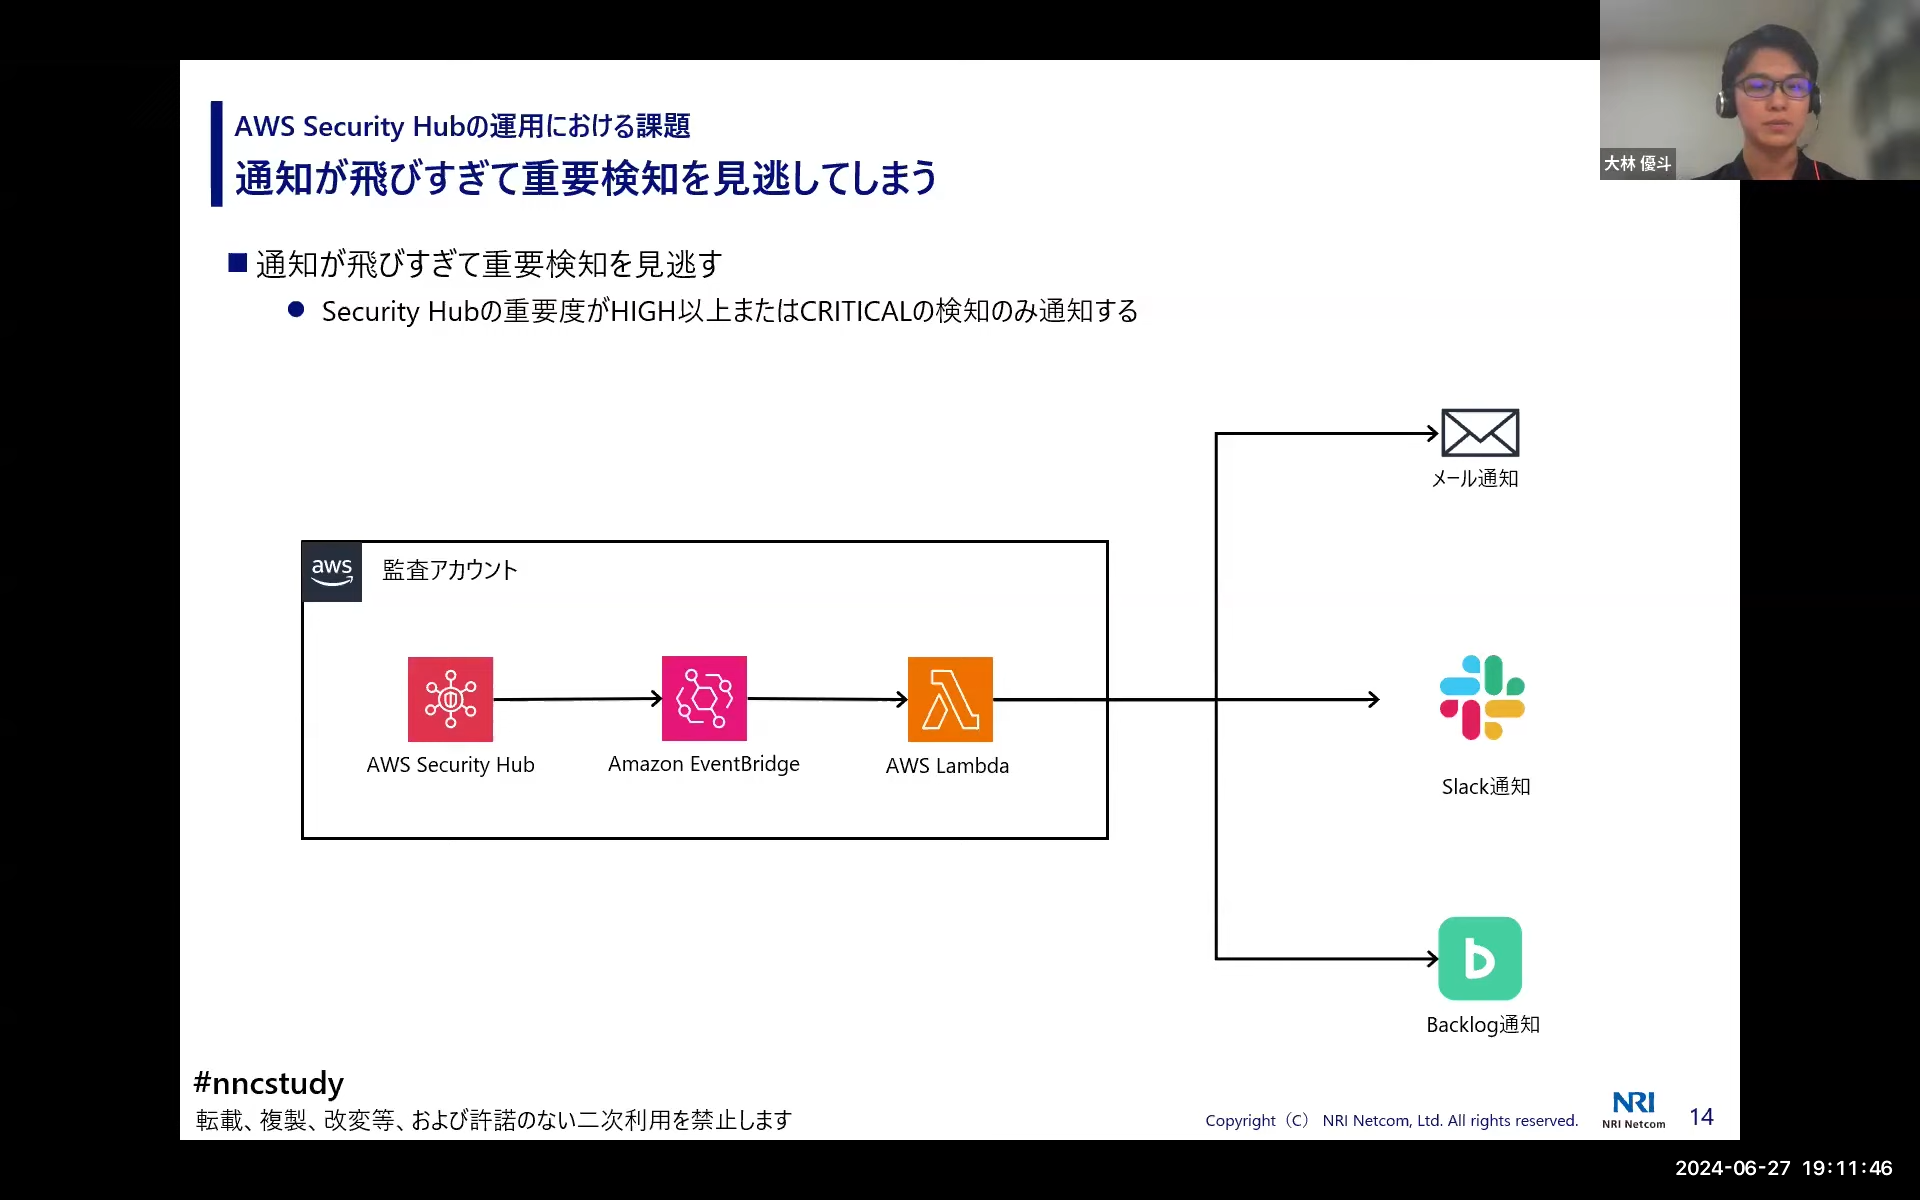 AWS Security Hubの運用における課題
通知が飛びすぎて重要検知を見逃してしまう
大林 優斗
通知が飛びすぎて重要検知を見逃す
Security Hubの重要度がHIGH以上またはCRITICALの検知のみ通知する
メール通知
aws
監査アカウント
AWS Security Hub
Amazon EventBridge
AWS Lambda
Slack通知
b
Backlog通知
#nncstudy
転載、複製、改変等、および許諾のない二次利用を禁止します
Copyright（C） NRI Netcom, Ltd. All rights reserved.
NRI
NRI Netcom
14
2024-06-27 19:11:46